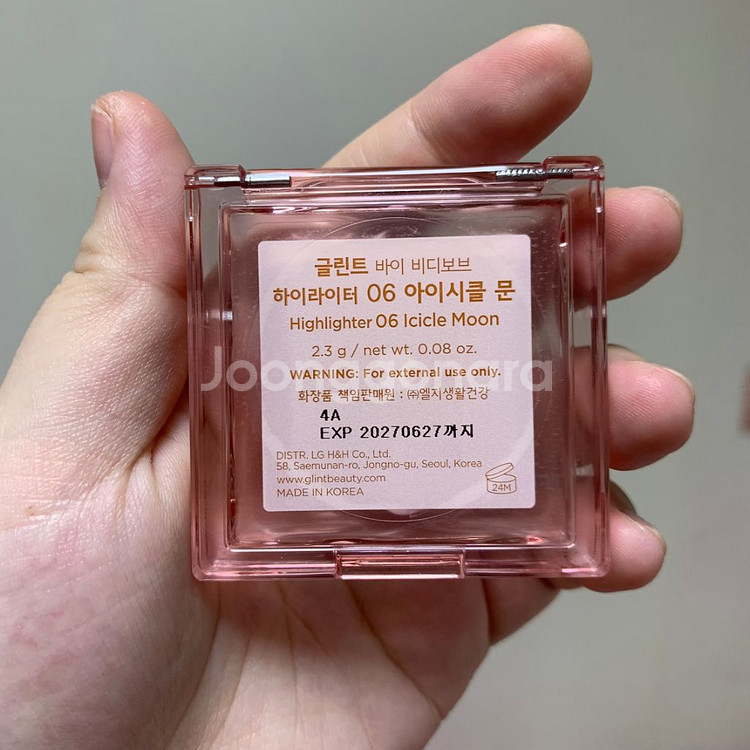 글린트 바이 비디보브
하이라이터 06 아이시클 문
Highlighter 06 Icicle Moon
2.3 g / net wt. 0.08 oz.
Joonggonara
WARNING: For external use only.
화장품 책임판매원 : ㈜엘지생활건강
4A
EXP 20270627까지
DISTR. LG H&H Co., Ltd.
58, Saemunan-ro, Jongno-gu, Seoul, Korea
www.glintbeauty.com
MADE IN KOREA
24M